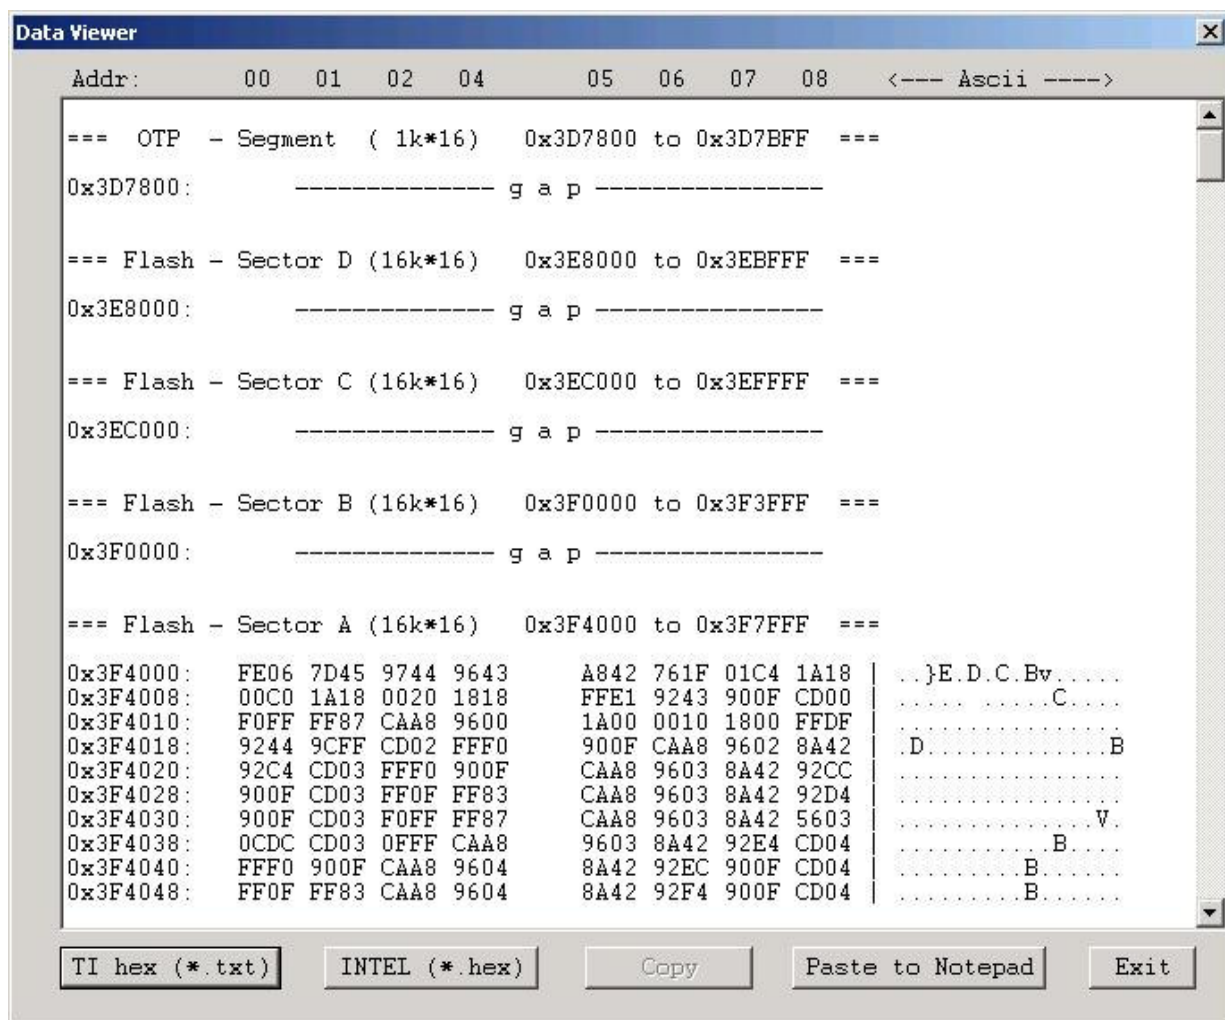 Data Viewer
Addr: 00 01 02 04 05 06 07 08 <--- Ascii ---->
=== OTP - Segment ( 1k*16) 0x3D7800 to 0x3D7BFF ===
0x3D7800: -------------- g a p ----------------
=== Flash - Sector D (16k*16) 0x3E8000 to 0x3EBFFF ===
0x3E8000: -------------- g a p ----------------
=== Flash - Sector C (16k*16) 0x3EC000 to 0x3EFFFF ===
0x3EC000: -------------- g a p ----------------
=== Flash - Sector B (16k*16) 0x3F0000 to 0x3F3FFF ===
0x3F0000: -------------- g a p ----------------
=== Flash - Sector A (16k*16) 0x3F4000 to 0x3F7FFF ===
0x3F4000: FE06 7D45 9744 9643 A842 761F 01C4 1A18 | ..}E.D.C.Bv.....
0x3F4008: 00C0 1A18 0020 1818 FFE1 9243 900F CD00 | ..... .....C....
0x3F4010: F0FF FF87 CAA8 9600 1A00 0010 1800 FFDF | ................
0x3F4018: 9244 9CFF CD02 FFF0 900F CAA8 9602 8A42 | .D.............B
0x3F4020: 92C4 CD03 FFF0 900F CAA8 9603 8A42 92CC | ................
0x3F4028: 900F CD03 FF0F FF83 CAA8 9603 8A42 92D4 | ................
0x3F4030: 900F CD03 F0FF FF87 CAA8 9603 8A42 5603 | ..............V.
0x3F4038: 0CDC CD03 0FFF CAA8 9603 8A42 92E4 CD04 | ...........B....
0x3F4040: FFF0 900F CAA8 9604 8A42 92EC 900F CD04 | .........B......
0x3F4048: FF0F FF83 CAA8 9604 8A42 92F4 900F CD04 | .........B......
TI hex (*.txt) INTEL (*.hex) Copy Paste to Notepad Exit